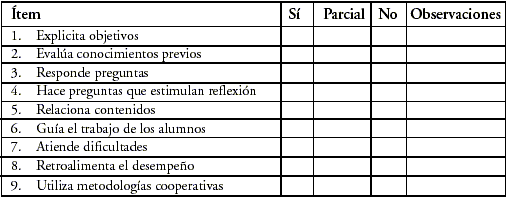 Ítem Sí Parcial No Observaciones
1. Explicita objetivos
2. Evalúa conocimientos previos
3. Responde preguntas
4. Hace preguntas que estimulan reflexión
5. Relaciona contenidos
6. Guía el trabajo de los alumnos
7. Atiende dificultades
8. Retroalimenta el desempeño
9. Utiliza metodologías cooperativas